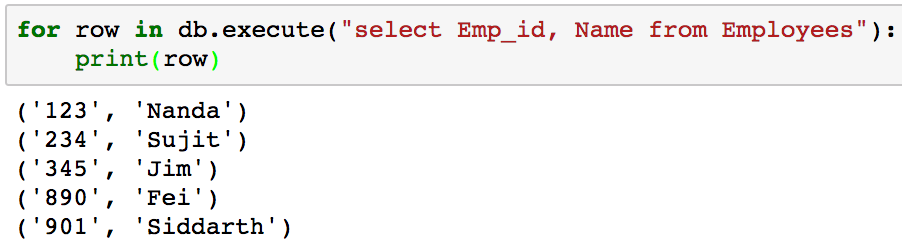 for row in db.execute("select Emp_id, Name from Employees"):
    print(row)
('123', 'Nanda')
('234', 'Sujit')
('345', 'Jim')
('890', 'Fei')
('901', 'Siddarth')